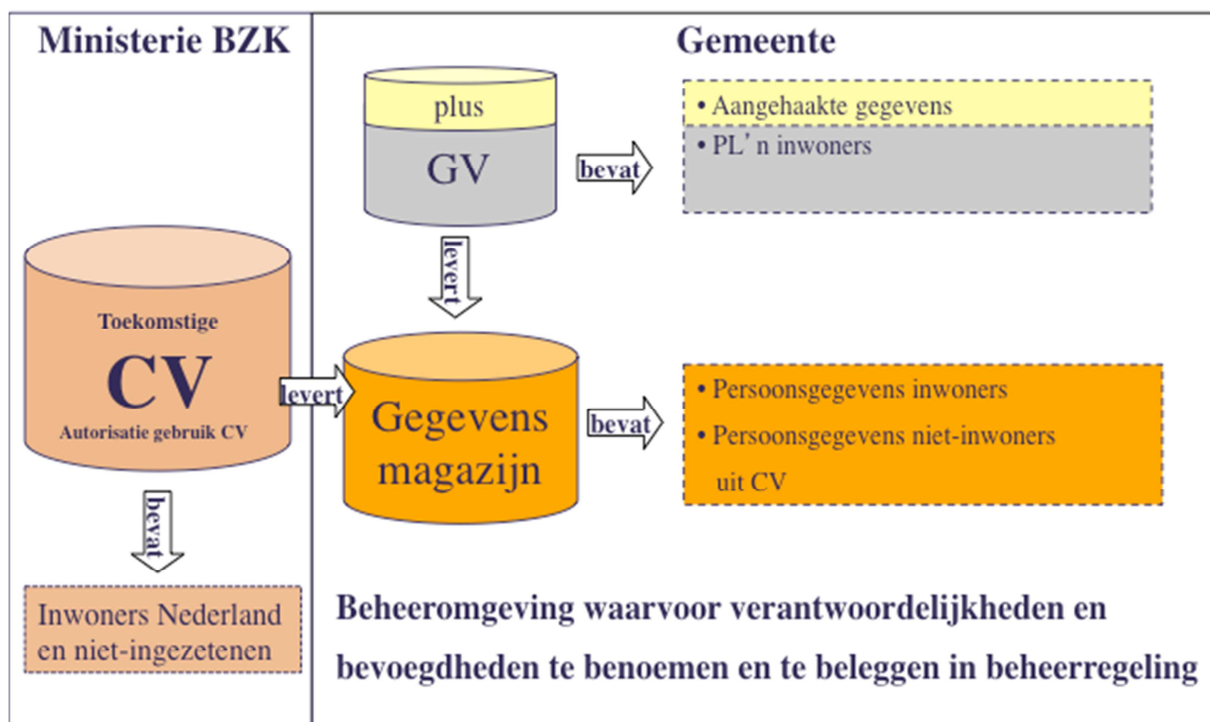 Ministerie BZK
Gemeente
plus
GV
bevat
• Aangehaakte gegevens
• PL'n inwoners
levert
Toekomstige
CV
Autorisatie gebruik CV
levert
Gegevens
magazijn
bevat
• Persoonsgegevens inwoners
• Persoonsgegevens niet-inwoners
uit CV
bevat
Inwoners Nederland
en niet-ingezetenen
Beheeromgeving waarvoor verantwoordelijkheden en
bevoegdheden te benoemen en te beleggen in beheerregeling